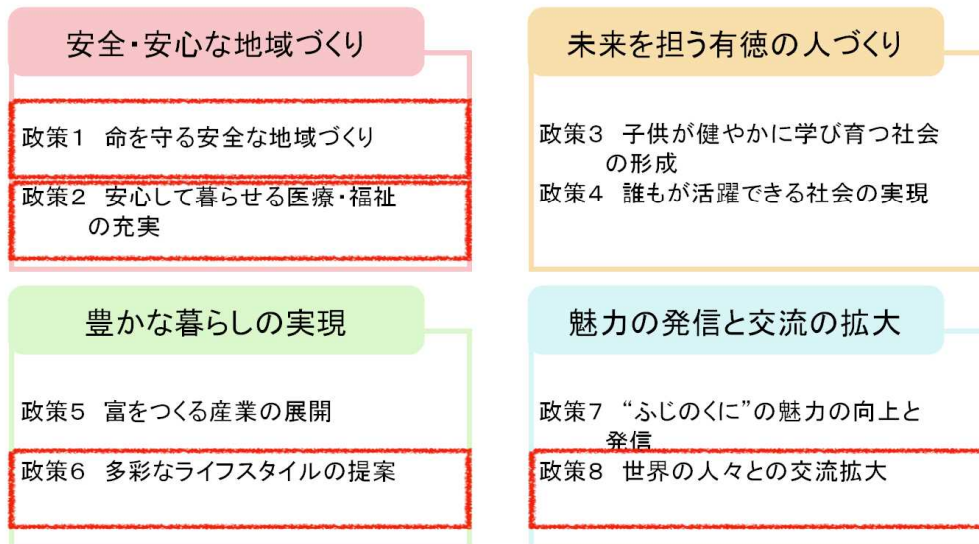 安全・安心な地域づくり
政策1 命を守る安全な地域づくり
政策2 安心して暮らせる医療・福祉
の充実
未来を担う有徳の人づくり
政策3 子供が健やかに学び育つ社会
の形成
政策4 誰もが活躍できる社会の実現
豊かな暮らしの実現
政策5 富をつくる産業の展開
政策6 多彩なライフスタイルの提案
魅力の発信と交流の拡大
政策7 “ふじのくに”の魅力の向上と
発信
政策8 世界の人々との交流拡大